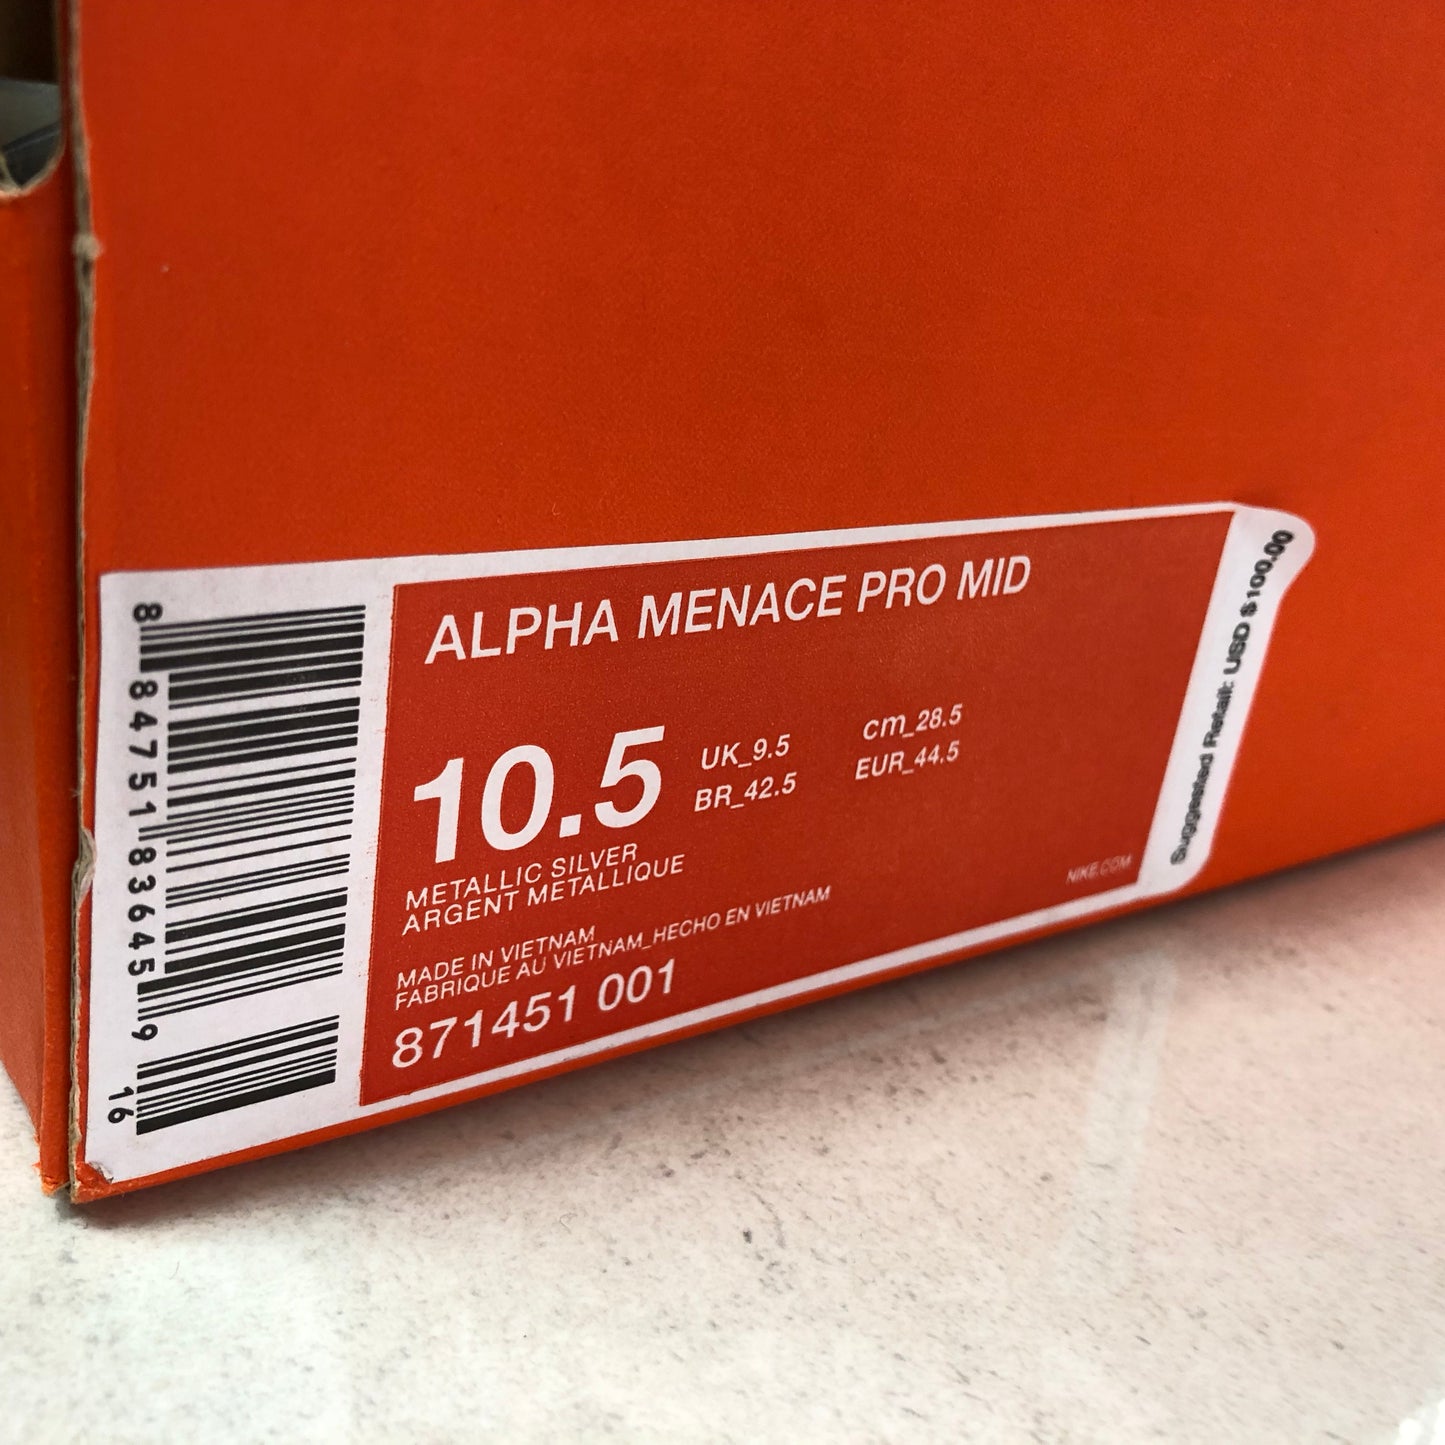 ALPHA MENACE PRO MID
10.5
UK_9.5
cm_28.5
BR_42.5
EUR_44.5
METALLIC SILVER
ARGENT METALLIQUE
MADE IN VIETNAM
FABRIQUE AU VIETNAM_HECHO EN VIETNAM
871451 001
NIKE.COM
Suggested Retail: USD $100.00
8 84751 83645 9
16